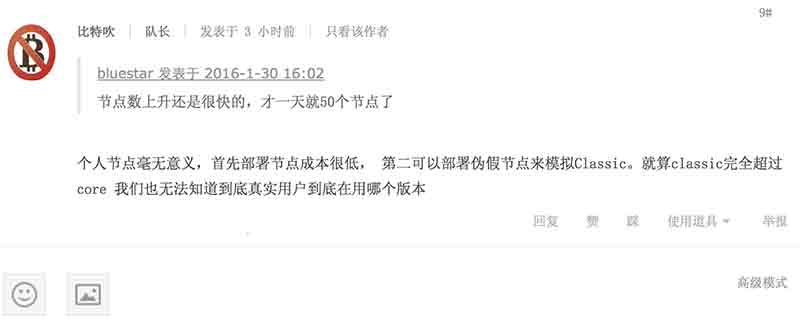 9#
比特吹 | 队长 | 发表于 3 小时前 | 只看该作者
bluestar 发表于 2016-1-30 16:02
节点数上升还是很快的，才一天就50个节点了
个人节点毫无意义，首先部署节点成本很低， 第二可以部署伪假节点来模拟Classic。就算classic完全超过
core 我们也无法知道到底真实用户到底在用哪个版本
回复 赞 踩 使用道具 举报
高级模式